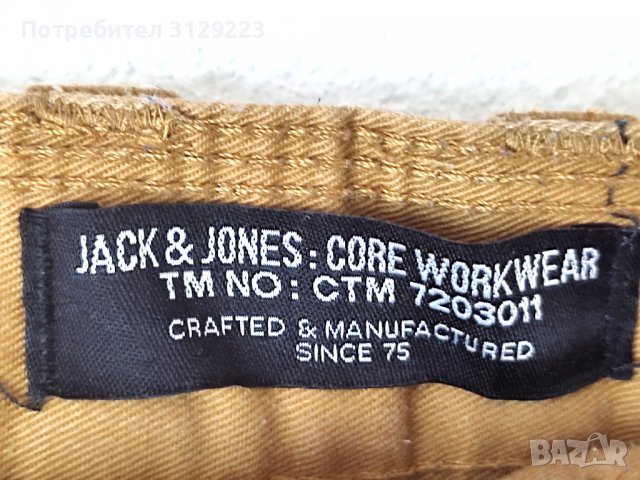 Потребител 3129223
JACK & JONES: CORE WORKWEAR
TM NO: CTM 7203011
CRAFTED & MANUFACTURED
SINCE 75
BAZAR